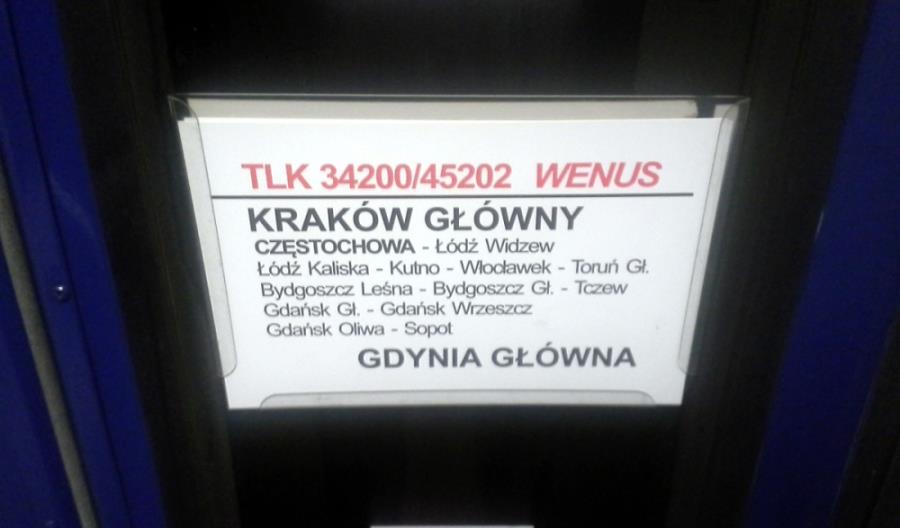 TLK 34200/45202 WENUS
KRAKÓW GŁÓWNY
CZĘSTOCHOWA - Łódź Widzew
Łódź Kaliska - Kutno - Włocławek - Toruń Gł.
Bydgoszcz Leśna - Bydgoszcz Gł. - Tczew
Gdańsk Gł. - Gdańsk Wrzeszcz
Gdańsk Oliwa - Sopot
GDYNIA GŁÓWNA